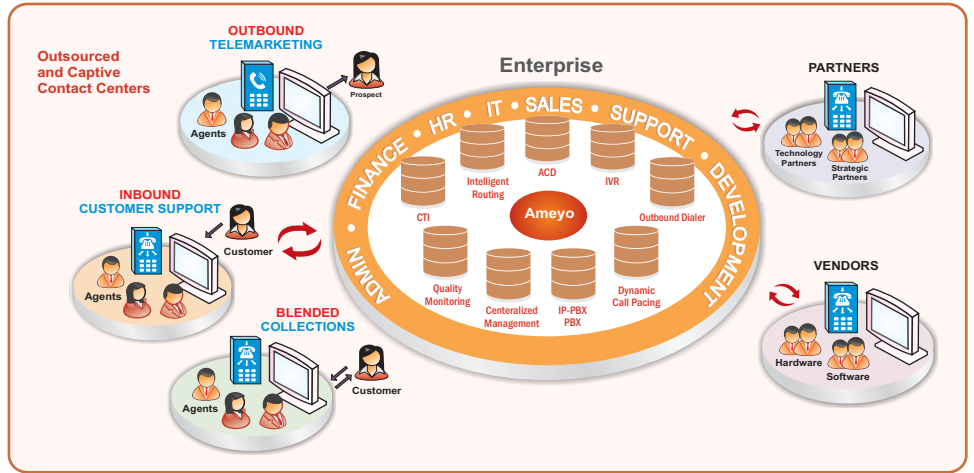 Outsourced
and Captive
Contact Centers
OUTBOUND
TELEMARKETING
Prospect
Agents
INBOUND
CUSTOMER SUPPORT
Customer
Agents
BLENDED
COLLECTIONS
Customer
Agents
Enterprise
ADMIN • FINANCE • HR • IT • SALES • SUPPORT • DEVELOPMENT
CTI
Intelligent
Routing
ACD
IVR
Outbound Dialer
Ameyo
Quality
Monitoring
Ceneteralized
Management
IP-PBX
PBX
Dynamic
Call Pacing
PARTNERS
Technology
Partners
Strategic
Partners
VENDORS
Hardware
Software